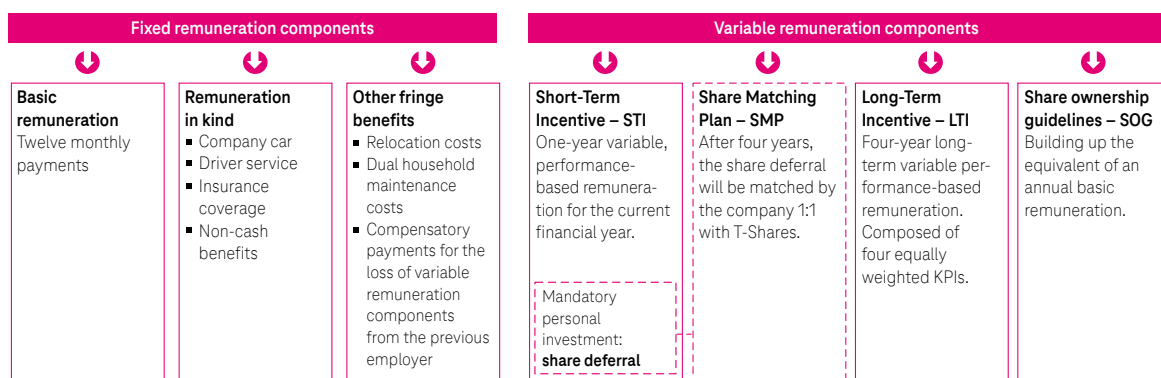 Fixed remuneration components
Variable remuneration components
Basic
remuneration
Twelve monthly
payments
Remuneration
in kind
▪ Company car
▪ Driver service
▪ Insurance
coverage
▪ Non-cash
benefits
Other fringe
benefits
▪ Relocation costs
▪ Dual household
maintenance
costs
▪ Compensatory
payments for the
loss of variable
remuneration
components
from the previous
employer
Short-Term
Incentive – STI
One-year variable,
performance-
based remunera-
tion for the current
financial year.
Mandatory
personal
investment:
share deferral
Share Matching
Plan – SMP
After four years,
the share deferral
will be matched by
the company 1:1
with T-Shares.
Long-Term
Incentive – LTI
Four-year long-
term variable per-
formance-based
remuneration.
Composed of
four equally
weighted KPIs.
Share ownership
guidelines – SOG
Building up the
equivalent of an
annual basic
remuneration.